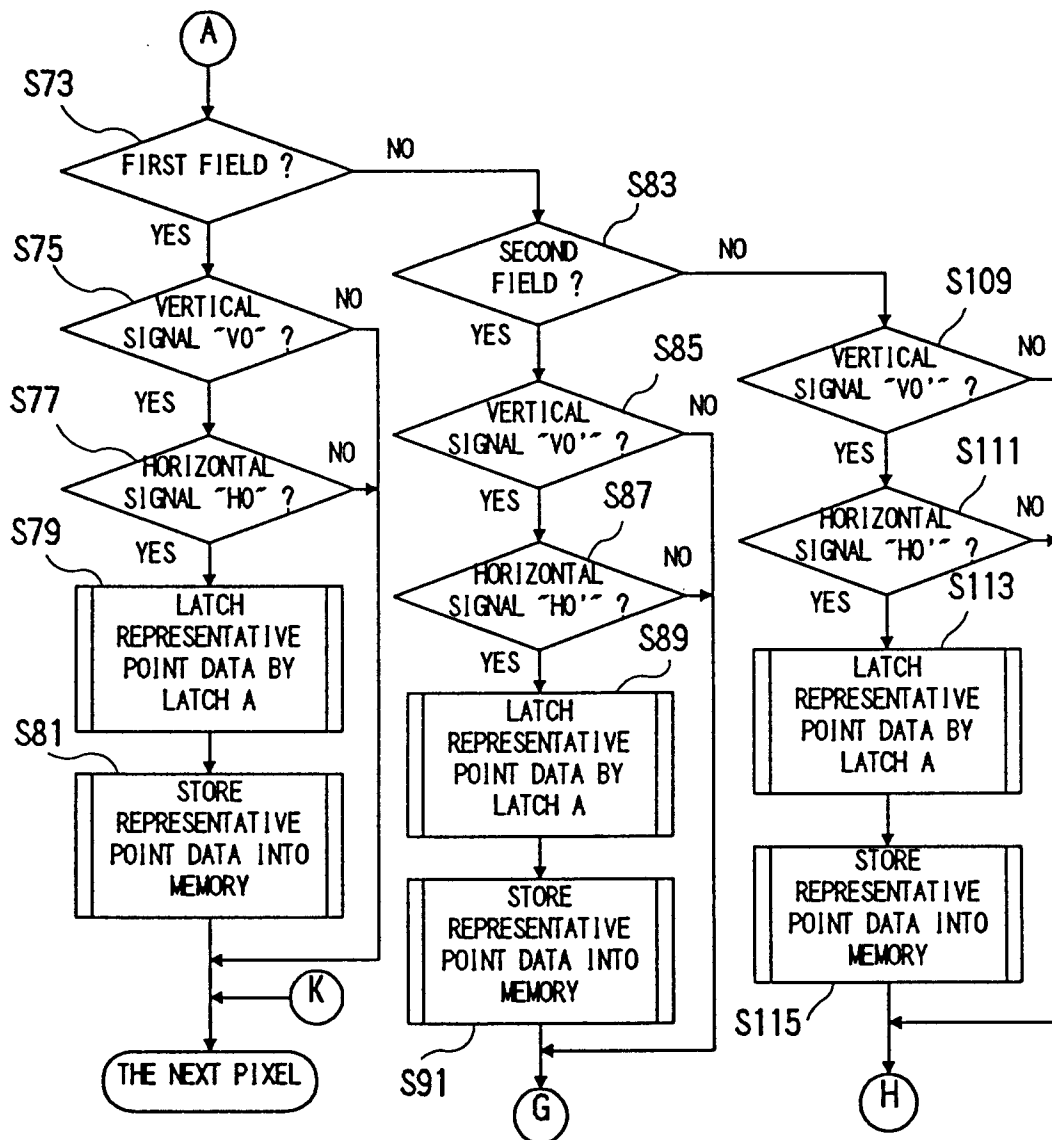 A
S73
FIRST FIELD ?
NO
YES
S75
VERTICAL
SIGNAL "V0" ?
NO
YES
S77
HORIZONTAL
SIGNAL "H0" ?
NO
YES
S79
LATCH
REPRESENTATIVE
POINT DATA BY
LATCH A
S81
STORE
REPRESENTATIVE
POINT DATA INTO
MEMORY
K
THE NEXT PIXEL
S83
SECOND
FIELD ?
NO
YES
S85
VERTICAL
SIGNAL "V0'" ?
NO
YES
S87
HORIZONTAL
SIGNAL "H0'" ?
NO
YES
S89
LATCH
REPRESENTATIVE
POINT DATA BY
LATCH A
STORE
REPRESENTATIVE
POINT DATA INTO
MEMORY
S91
G
S109
VERTICAL
SIGNAL "V0'" ?
NO
YES
S111
HORIZONTAL
SIGNAL "H0'" ?
NO
YES
S113
LATCH
REPRESENTATIVE
POINT DATA BY
LATCH A
STORE
REPRESENTATIVE
POINT DATA INTO
MEMORY
S115
H